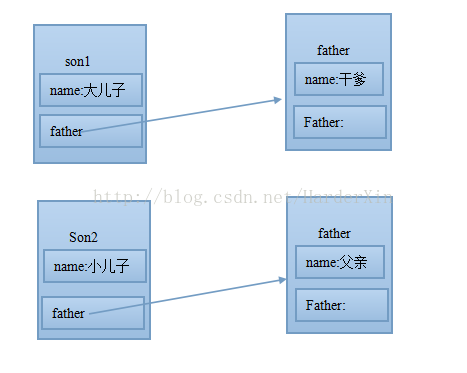 son1
name:大儿子
father
father
name:干爹
Father:
http://blog.csdn.net/HarderXin
Son2
name:小儿子
father
father
name:父亲
Father: